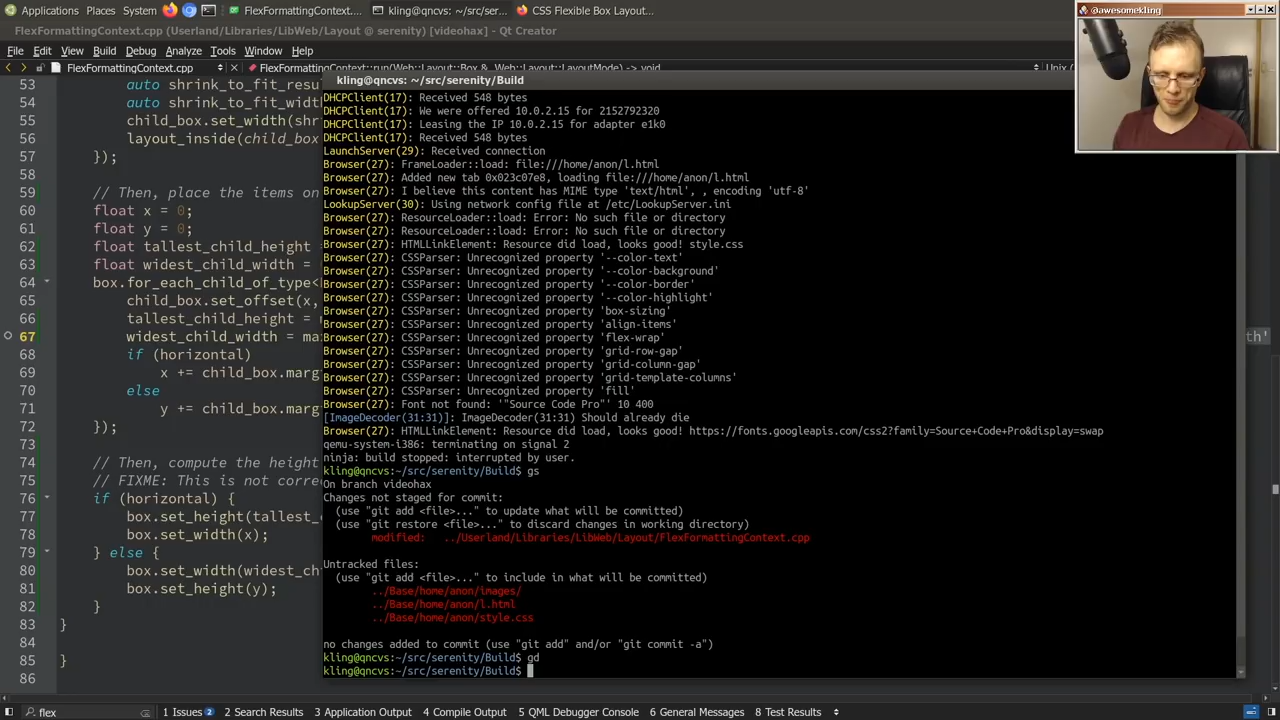 Applications Places System FlexFormattingContext.... kling@qncvs: ~/src/ser... CSS Flexible Box Layout...
@awesomekling
FlexFormattingContext.cpp (Userland/Libraries/LibWeb/Layout @ serenity) [videohax] - Qt Creator
File Edit View Build Debug Analyze Tools Window Help
FlexFormattingContext.cpp FlexFormattingContext::run(Web::Layout::Box &, Web::Layout::LayoutMode) -> void
kling@qncvs: ~/src/serenity/Build
53 auto shrink_to_fit_resu
54 auto shrink_to_fit_width
55 child_box.set_width(shr
56 layout_inside(child_box
57 });
58
59 // Then, place the items on
60 float x = 0;
61 float y = 0;
62 float tallest_child_height =
63 float widest_child_width =
64 box.for_each_child_of_type<
65 child_box.set_offset(x,
66 tallest_child_height =
67 widest_child_width = ma
68 if (horizontal)
69 x += child_box.marg
70 else
71 y += child_box.marg
72 });
73
74 // Then, compute the height
75 // FIXME: This is not corre
76 if (horizontal) {
77 box.set_height(tallest_
78 box.set_width(x);
79 } else {
80 box.set_width(widest_ch
81 box.set_height(y);
82 }
83 }
84
85 }
86
th'
DHCPClient(17): Received 548 bytes
DHCPClient(17): We were offered 10.0.2.15 for 2152792320
DHCPClient(17): Leasing the IP 10.0.2.15 for adapter e1k0
DHCPClient(17): Received 548 bytes
LaunchServer(29): Received connection
Browser(27): FrameLoader::load: file:///home/anon/l.html
Browser(27): Added new tab 0x023c07e8, loading file:///home/anon/l.html
Browser(27): I believe this content has MIME type 'text/html', , encoding 'utf-8'
LookupServer(30): Using network config file at /etc/LookupServer.ini
Browser(27): ResourceLoader::load: Error: No such file or directory
Browser(27): ResourceLoader::load: Error: No such file or directory
Browser(27): HTMLLinkElement: Resource did load, looks good! style.css
Browser(27): CSSParser: Unrecognized property '--color-text'
Browser(27): CSSParser: Unrecognized property '--color-background'
Browser(27): CSSParser: Unrecognized property '--color-border'
Browser(27): CSSParser: Unrecognized property '--color-highlight'
Browser(27): CSSParser: Unrecognized property 'box-sizing'
Browser(27): CSSParser: Unrecognized property 'align-items'
Browser(27): CSSParser: Unrecognized property 'flex-wrap'
Browser(27): CSSParser: Unrecognized property 'grid-row-gap'
Browser(27): CSSParser: Unrecognized property 'grid-column-gap'
Browser(27): CSSParser: Unrecognized property 'grid-template-columns'
Browser(27): CSSParser: Unrecognized property 'fill'
Browser(27): Font not found: '"Source Code Pro"' 10 400
[ImageDecoder(31:31)]: ImageDecoder(31:31) Should already die
Browser(27): HTMLLinkElement: Resource did load, looks good! https://fonts.googleapis.com/css2?family=Source+Code+Pro&display=swap
qemu-system-i386: terminating on signal 2
ninja: build stopped: interrupted by user.
kling@qncvs:~/src/serenity/Build$ gs
On branch videohax
Changes not staged for commit:
(use "git add <file>..." to update what will be committed)
(use "git restore <file>..." to discard changes in working directory)
modified: ../Userland/Libraries/LibWeb/Layout/FlexFormattingContext.cpp
Untracked files:
(use "git add <file>..." to include in what will be committed)
../Base/home/anon/images/
../Base/home/anon/l.html
../Base/home/anon/style.css
no changes added to commit (use "git add" and/or "git commit -a")
kling@qncvs:~/src/serenity/Build$ gd
kling@qncvs:~/src/serenity/Build$
flex 1 Issues 2 2 Search Results 3 Application Output 4 Compile Output 5 QML Debugger Console 6 General Messages 8 Test Results